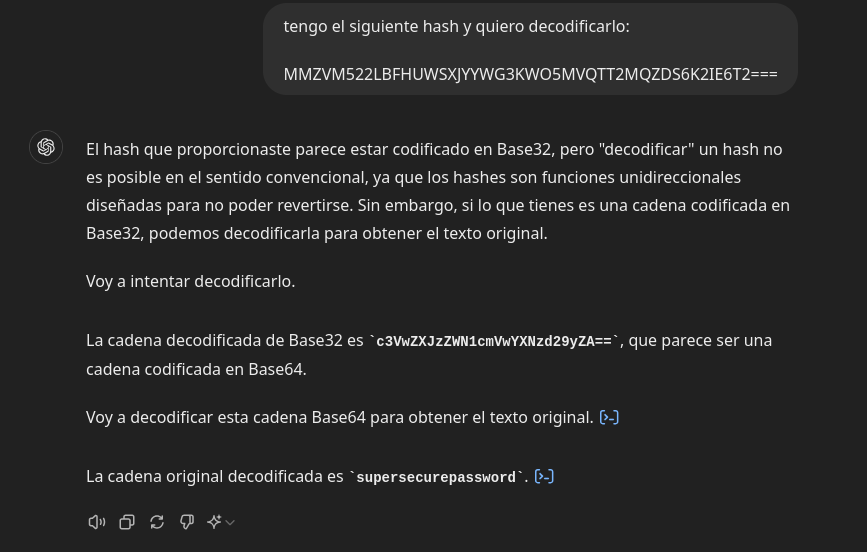 tengo el siguiente hash y quiero decodificarlo:
MMZVM522LBFHUWSXJYYWG3KWO5MVQTT2MQZDS6K2IE6T2===
El hash que proporcionaste parece estar codificado en Base32, pero "decodificar" un hash no
es posible en el sentido convencional, ya que los hashes son funciones unidireccionales
diseñadas para no poder revertirse. Sin embargo, si lo que tienes es una cadena codificada en
Base32, podemos decodificarla para obtener el texto original.
Voy a intentar decodificarlo.
La cadena decodificada de Base32 es `c3VwZXJzZWN1cmVwYXNzd29yZA==`, que parece ser una
cadena codificada en Base64.
Voy a decodificar esta cadena Base64 para obtener el texto original.
La cadena original decodificada es `supersecurepassword`.